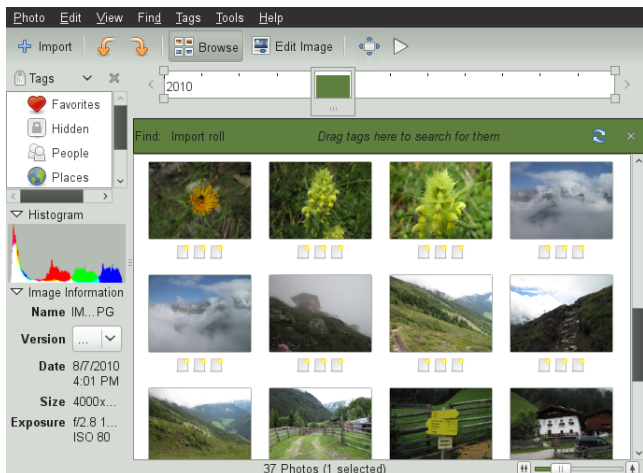 Photo Edit View Find Tags Tools Help
Import Browse Edit Image
Tags
2010
Favorites
Hidden
People
Places
Find: Import roll Drag tags here to search for them
Histogram
Image Information
Name IM...PG
Version ...
Date 8/7/2010
4:01 PM
Size 4000x...
Exposure f/2.8 1...
ISO 80
37 Photos (1 selected)